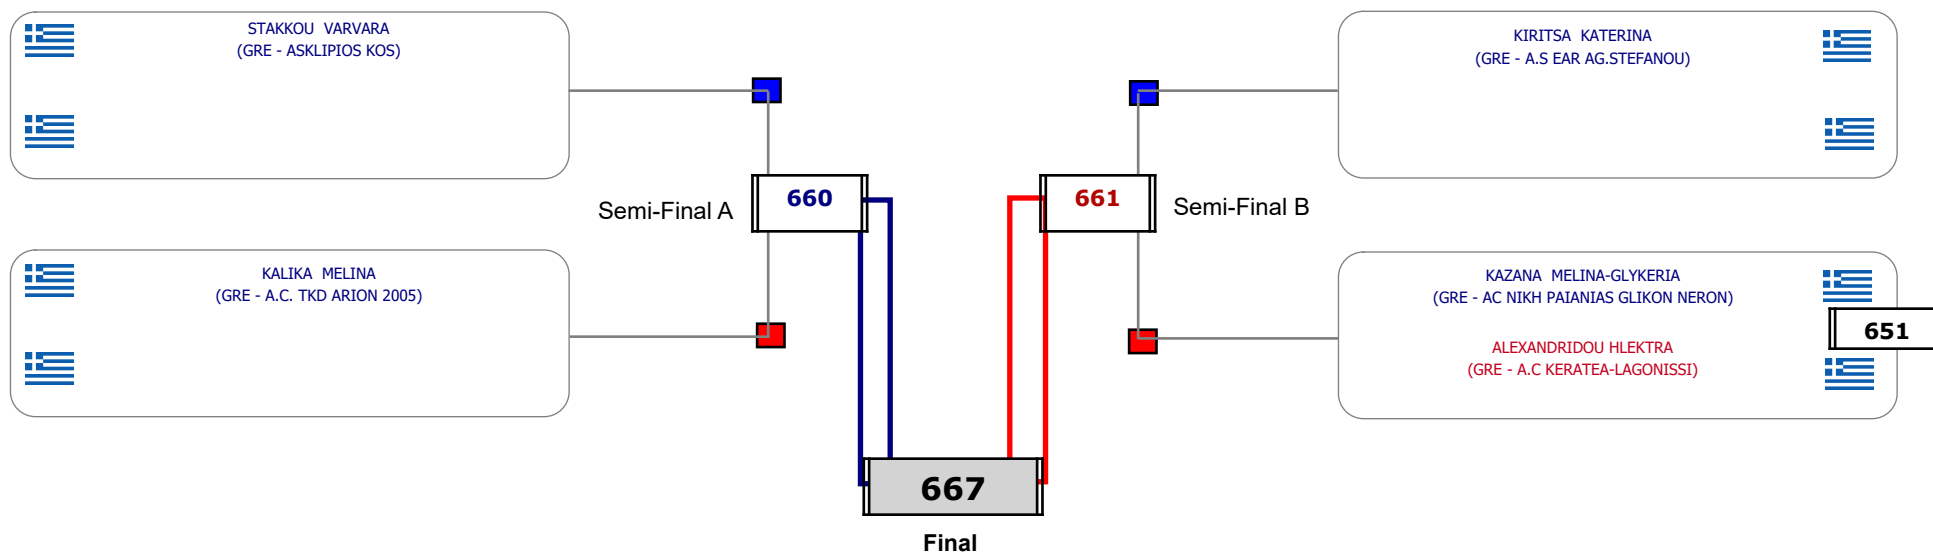 STAKKOU VARVARA
(GRE - ASKLIPIOS KOS)
KIRITSA KATERINA
(GRE - A.S EAR AG.STEFANOU)
660
661
Semi-Final A
Semi-Final B
KALIKA MELINA
(GRE - A.C. TKD ARION 2005)
KAZANA MELINA-GLYKERIA
(GRE - AC NIKH PAIANIAS GLIKON NERON)
651
ALEXANDRIDOU HLEKTRA
(GRE - A.C KERATEA-LAGONISSI)
667
Final